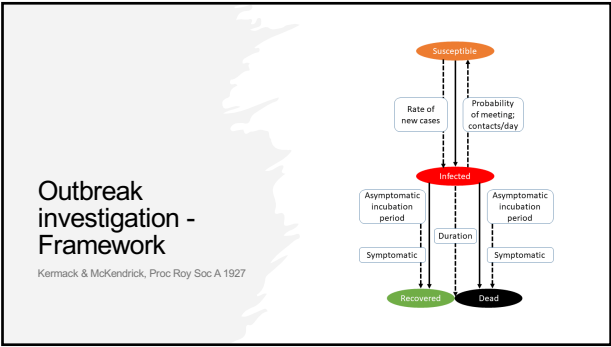 Outbreak
investigation -
Framework
Kermack & McKendrick, Proc Roy Soc A 1927
Susceptible
Rate of
new cases
Probability
of meeting;
contacts/day
Infected
Asymptomatic
incubation
period
Asymptomatic
incubation
period
Duration
Symptomatic
Symptomatic
Recovered
Dead